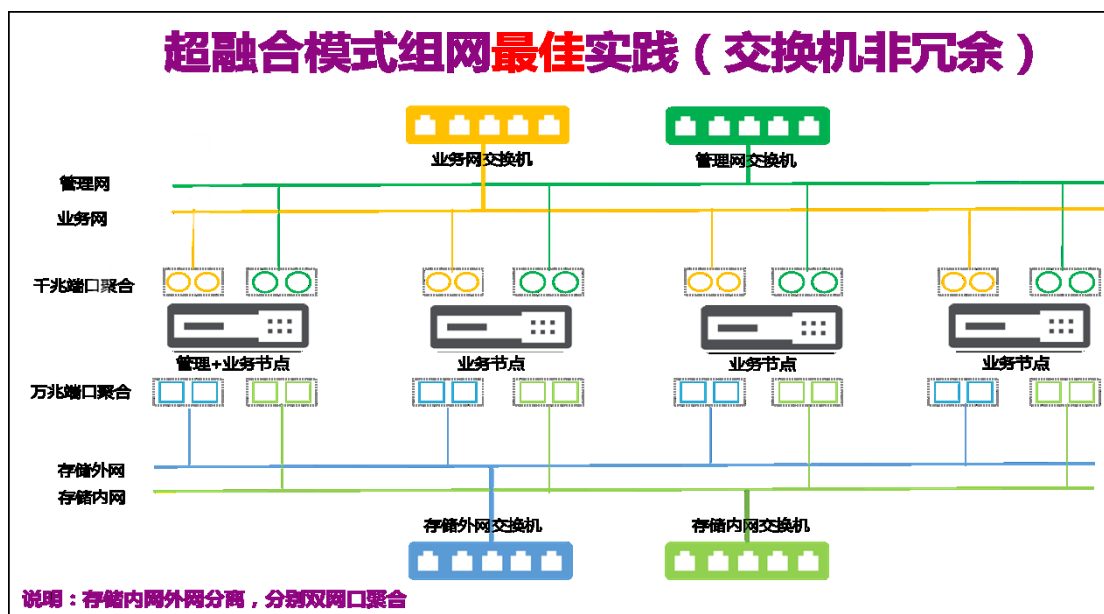 超融合模式组网最佳实践（交换机非冗余）
业务网交换机
管理网交换机
管理网
业务网
千兆端口聚合
管理+业务节点
业务节点
业务节点
业务节点
万兆端口聚合
存储外网
存储内网
存储外网交换机
存储内网交换机
说明：存储内网外网分离，分别双网口聚合